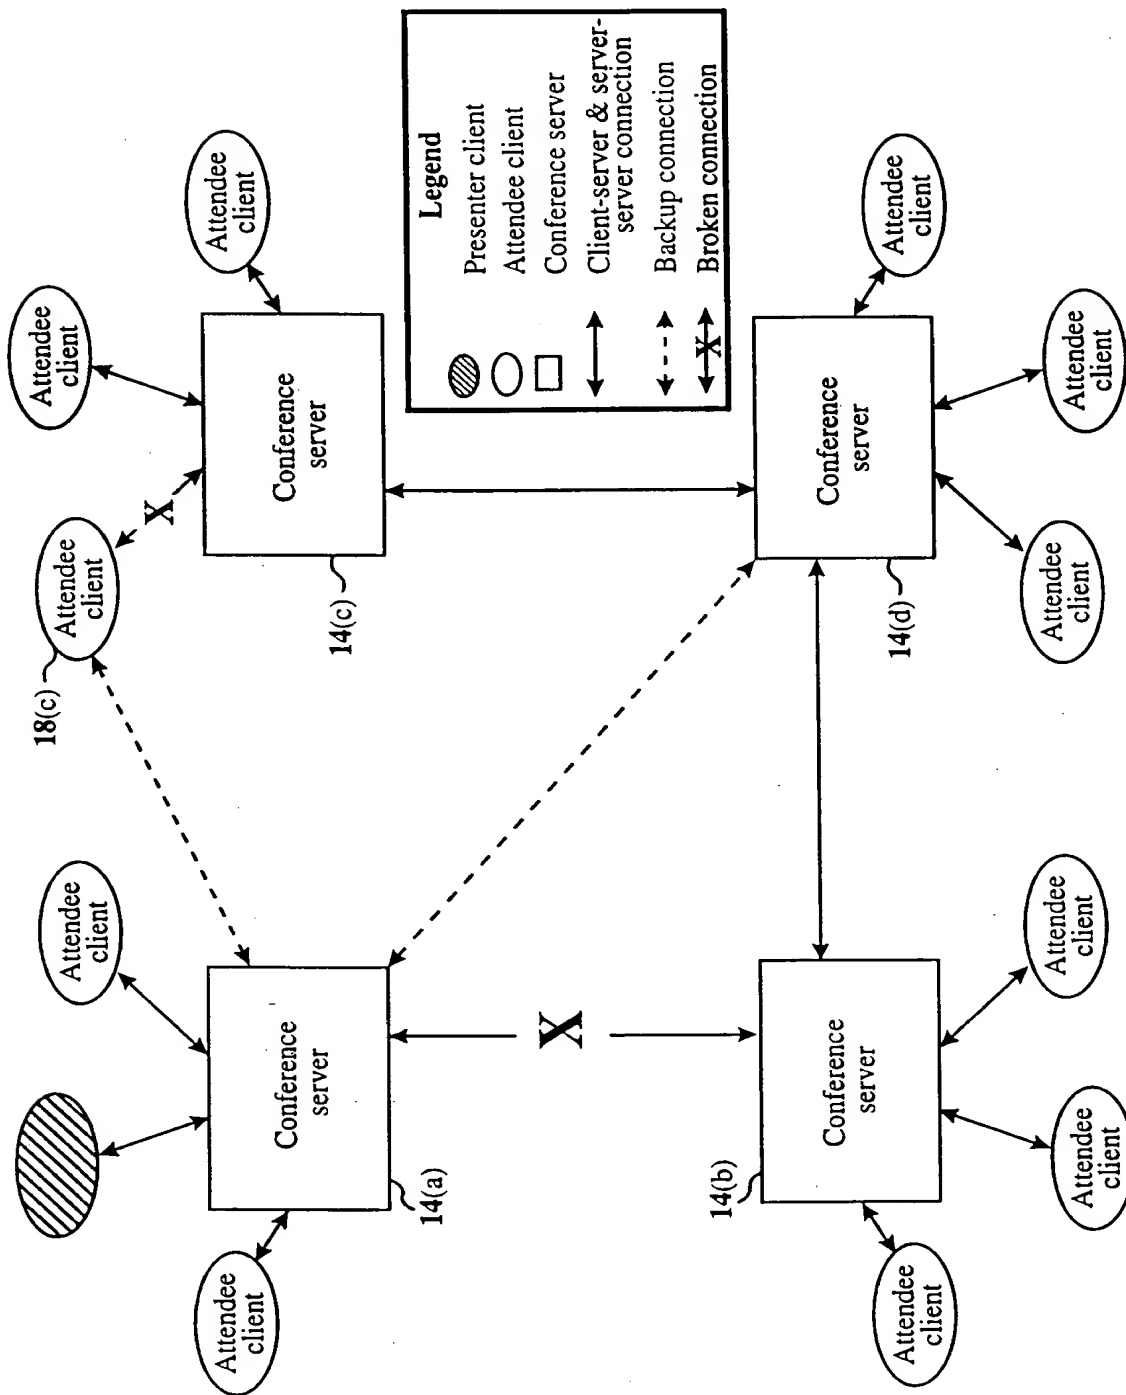 18(c)
Attendee
client
Attendee
client
Attendee
client
X
Attendee
client
Attendee
client
Conference
server
Conference
server
14(c)
14(a)
X
Legend
Presenter client
Attendee client
Conference server
Client-server & server-
server connection
Backup connection
X
Broken connection
14(b)
Conference
server
Conference
server
14(d)
Attendee
client
Attendee
client
Attendee
client
Attendee
client
Attendee
client
Attendee
client